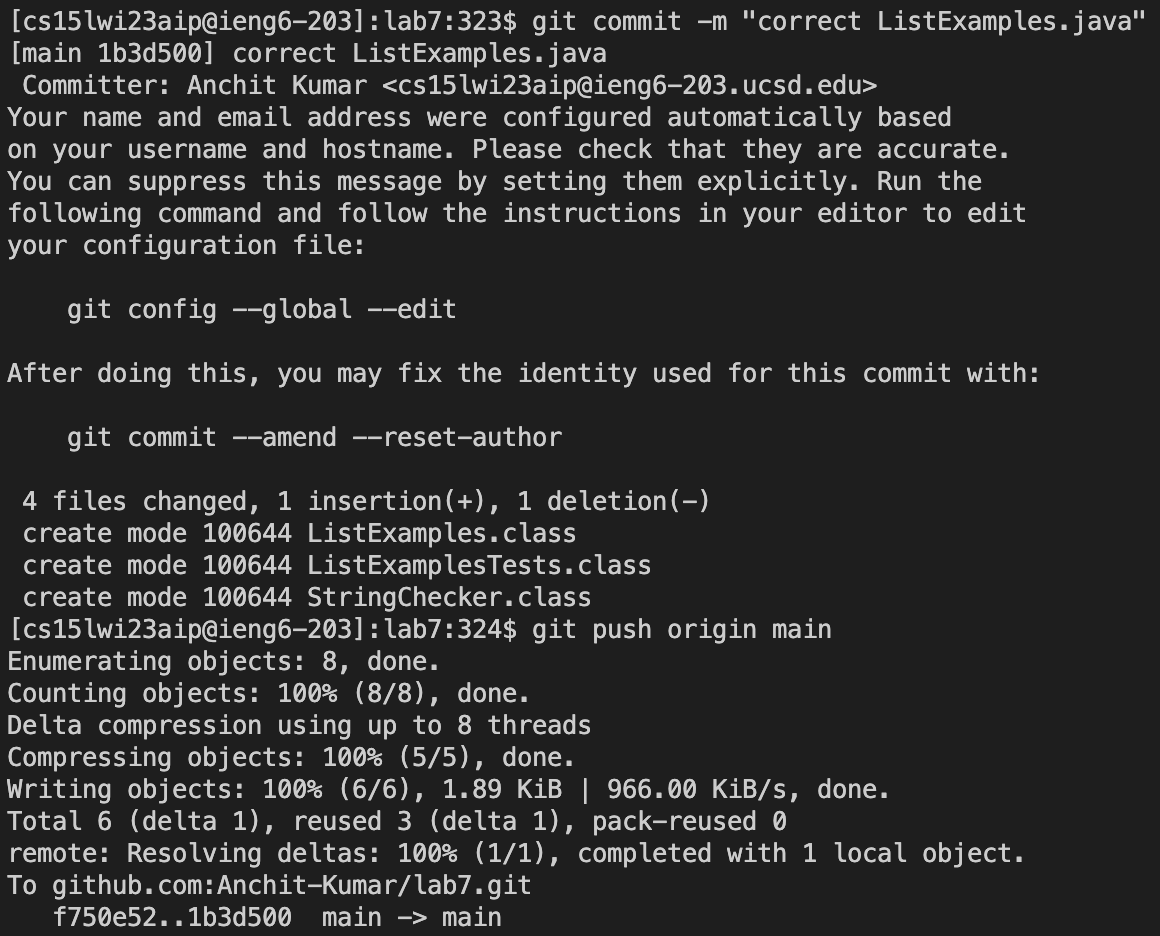 [cs15lwi23aip@ieng6-203]:lab7:323$ git commit -m "correct ListExamples.java"
[main 1b3d500] correct ListExamples.java
 Committer: Anchit Kumar <cs15lwi23aip@ieng6-203.ucsd.edu>
Your name and email address were configured automatically based
on your username and hostname. Please check that they are accurate.
You can suppress this message by setting them explicitly. Run the
following command and follow the instructions in your editor to edit
your configuration file:

    git config --global --edit

After doing this, you may fix the identity used for this commit with:

    git commit --amend --reset-author

 4 files changed, 1 insertion(+), 1 deletion(-)
 create mode 100644 ListExamples.class
 create mode 100644 ListExamplesTests.class
 create mode 100644 StringChecker.class
[cs15lwi23aip@ieng6-203]:lab7:324$ git push origin main
Enumerating objects: 8, done.
Counting objects: 100% (8/8), done.
Delta compression using up to 8 threads
Compressing objects: 100% (5/5), done.
Writing objects: 100% (6/6), 1.89 KiB | 966.00 KiB/s, done.
Total 6 (delta 1), reused 3 (delta 1), pack-reused 0
remote: Resolving deltas: 100% (1/1), completed with 1 local object.
To github.com:Anchit-Kumar/lab7.git
   f750e52..1b3d500  main -> main